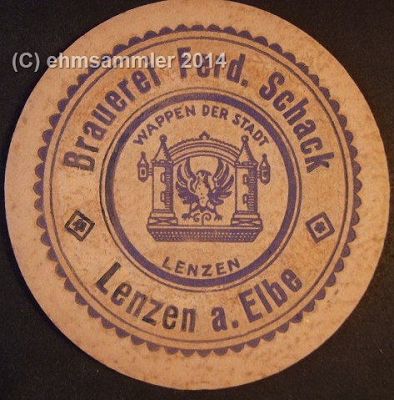 (C) ehmsammler 2014
Brauerei Ferd. Schack
WAPPEN DER STADT
LENZEN
Lenzen a. Elbe